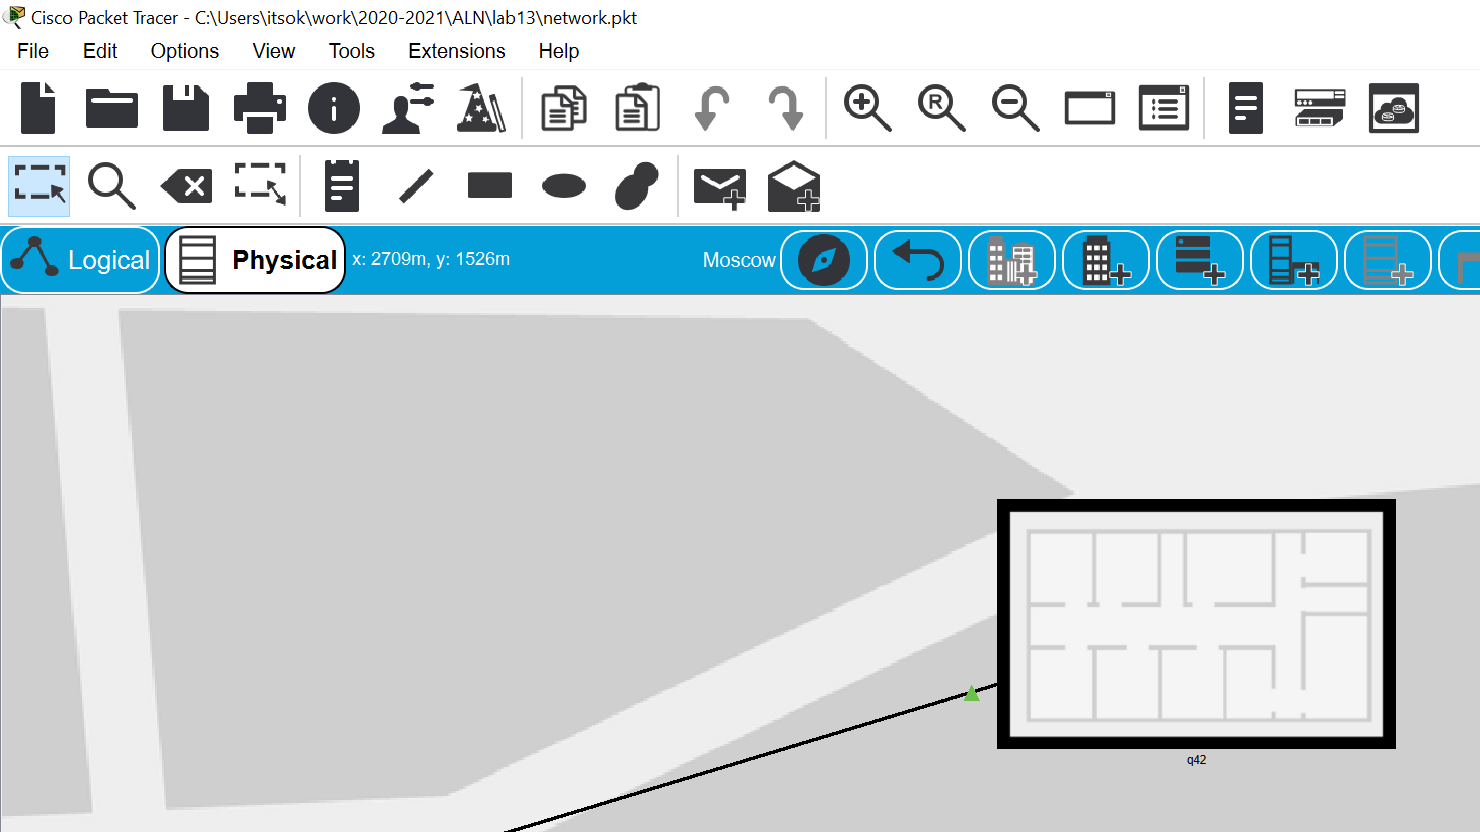 Cisco Packet Tracer - C:\Users\itsok\work\2020-2021\ALN\lab13\network.pkt
File Edit Options View Tools Extensions Help
R
Logical Physical x: 2709m, y: 1526m Moscow
q42